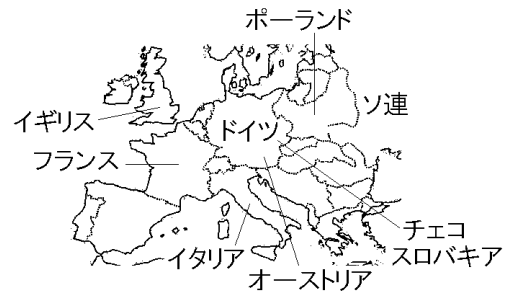 ポーランド
ソ連
イギリス
ドイツ
フランス
チェコ
スロバキア
イタリア
オーストリア